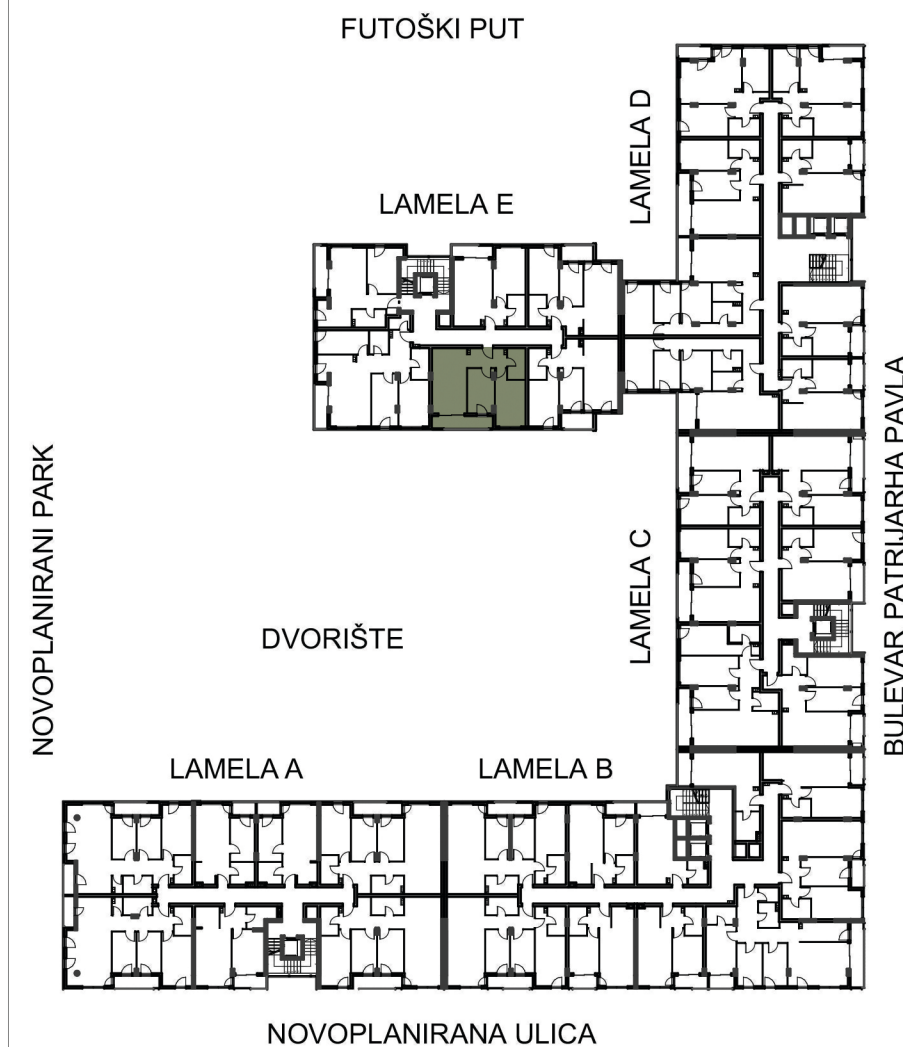 FUTOŠKI PUT
LAMELA D
LAMELA E
NOVOPLANIRANI PARK
LAMELA C
BULEVAR PATRIJARHA PAVLA
DVORIŠTE
LAMELA A
LAMELA B
NOVOPLANIRANA ULICA